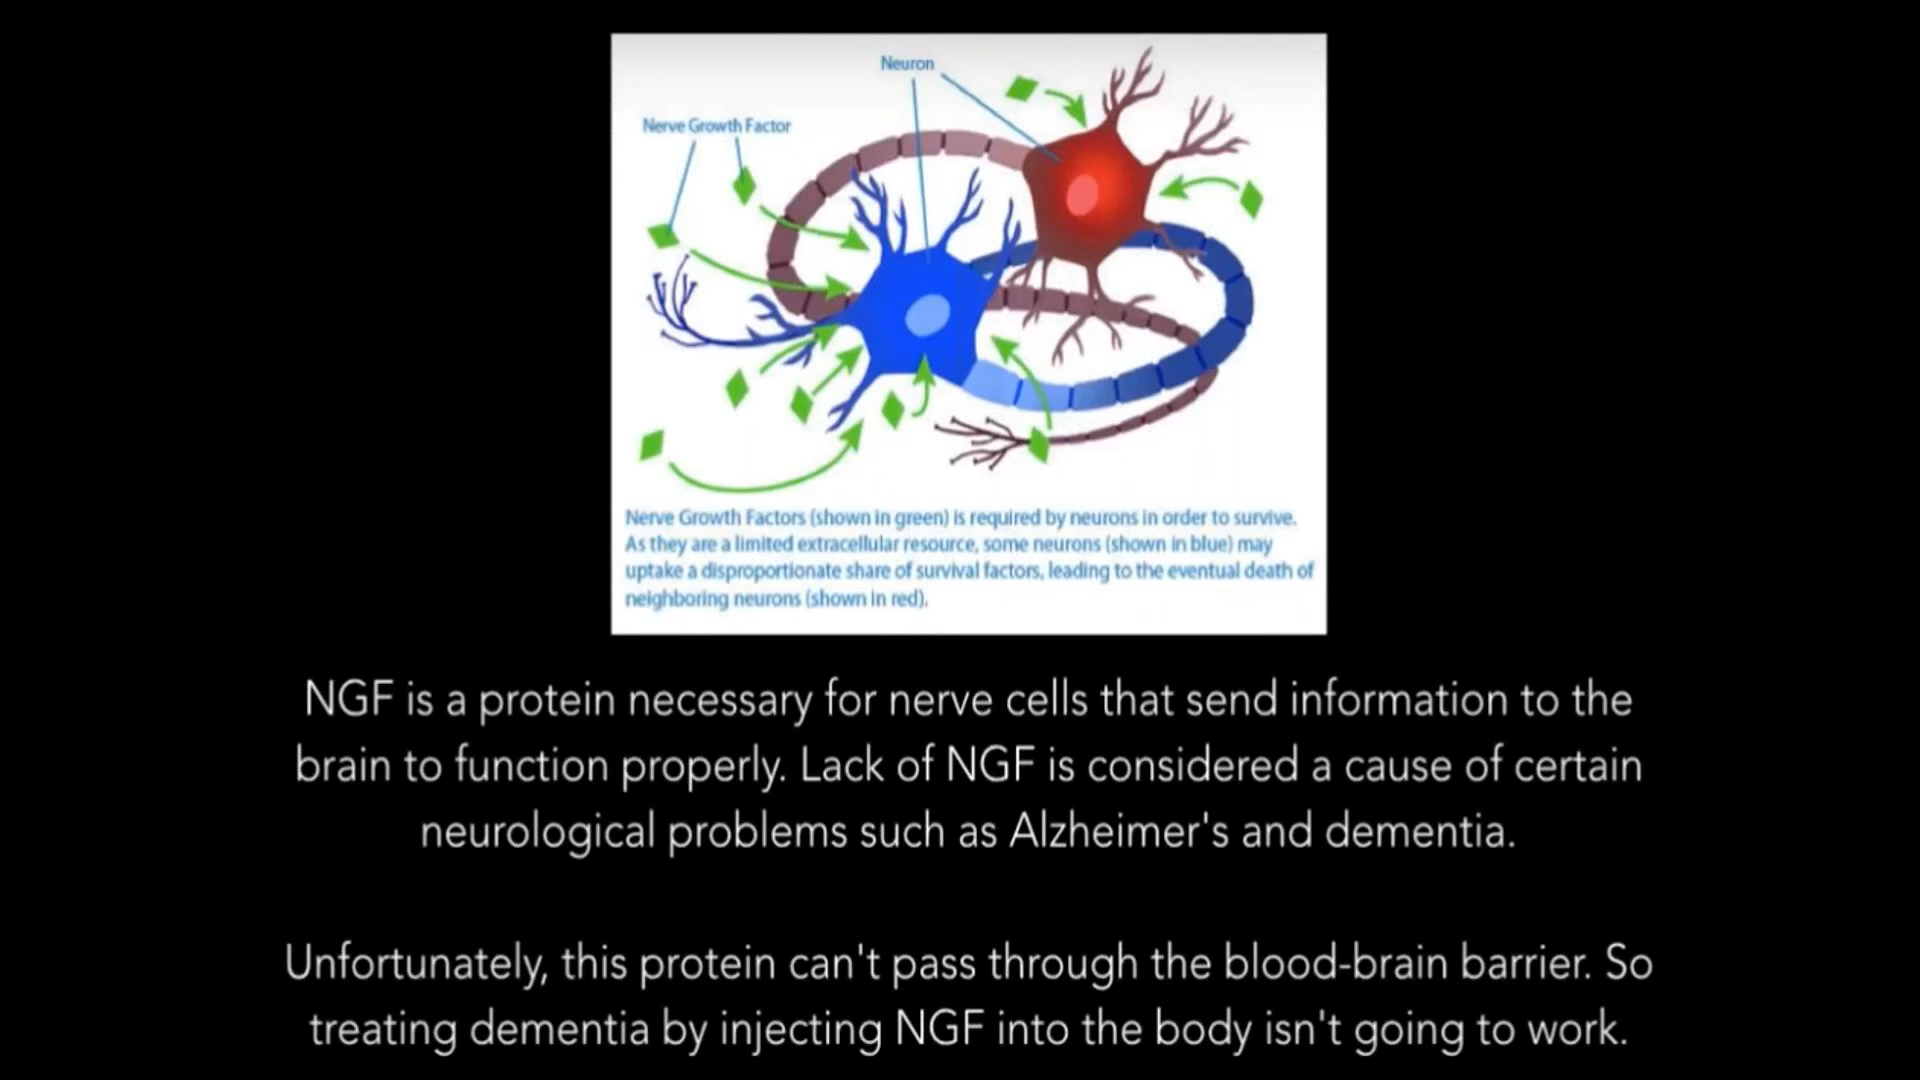 Neuron
Nerve Growth Factor
Nerve Growth Factors (shown in green) is required by neurons in order to survive.
As they are a limited extracellular resource, some neurons (shown in blue) may
uptake a disproportionate share of survival factors, leading to the eventual death of
neighboring neurons (shown in red).
NGF is a protein necessary for nerve cells that send information to the
brain to function properly. Lack of NGF is considered a cause of certain
neurological problems such as Alzheimer's and dementia.
Unfortunately, this protein can't pass through the blood-brain barrier. So
treating dementia by injecting NGF into the body isn't going to work.